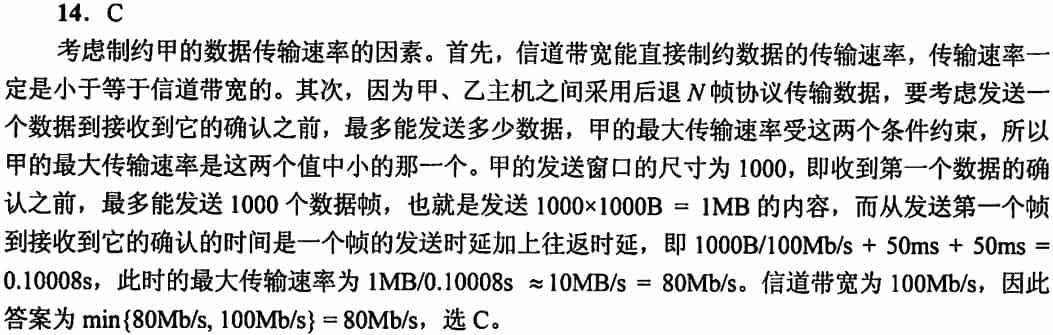 14. C
考虑制约甲的数据传输速率的因素。首先，信道带宽能直接制约数据的传输速率，传输速率一
定是小于等于信道带宽的。其次，因为甲、乙主机之间采用后退 N 帧协议传输数据，要考虑发送一
个数据到接收到它的确认之前，最多能发送多少数据，甲的最大传输速率受这两个条件约束，所以
甲的最大传输速率是这两个值中小的那一个。甲的发送窗口的尺寸为 1000，即收到第一个数据的确
认之前，最多能发送 1000 个数据帧，也就是发送 1000×1000B = 1MB 的内容，而从发送第一个帧
到接收到它的确认的时间是一个帧的发送时延加上往返时延，即 1000B/100Mb/s + 50ms + 50ms =
0.10008s，此时的最大传输速率为 1MB/0.10008s ≈10MB/s = 80Mb/s。信道带宽为 100Mb/s，因此
答案为 min{80Mb/s, 100Mb/s} = 80Mb/s，选 C。